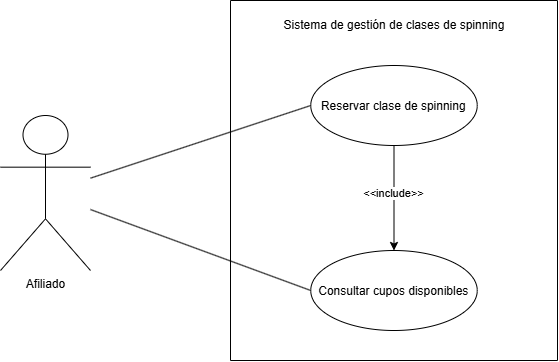 Sistema de gestión de clases de spinning
Reservar clase de spinning
<<include>>
Consultar cupos disponibles
Afiliado